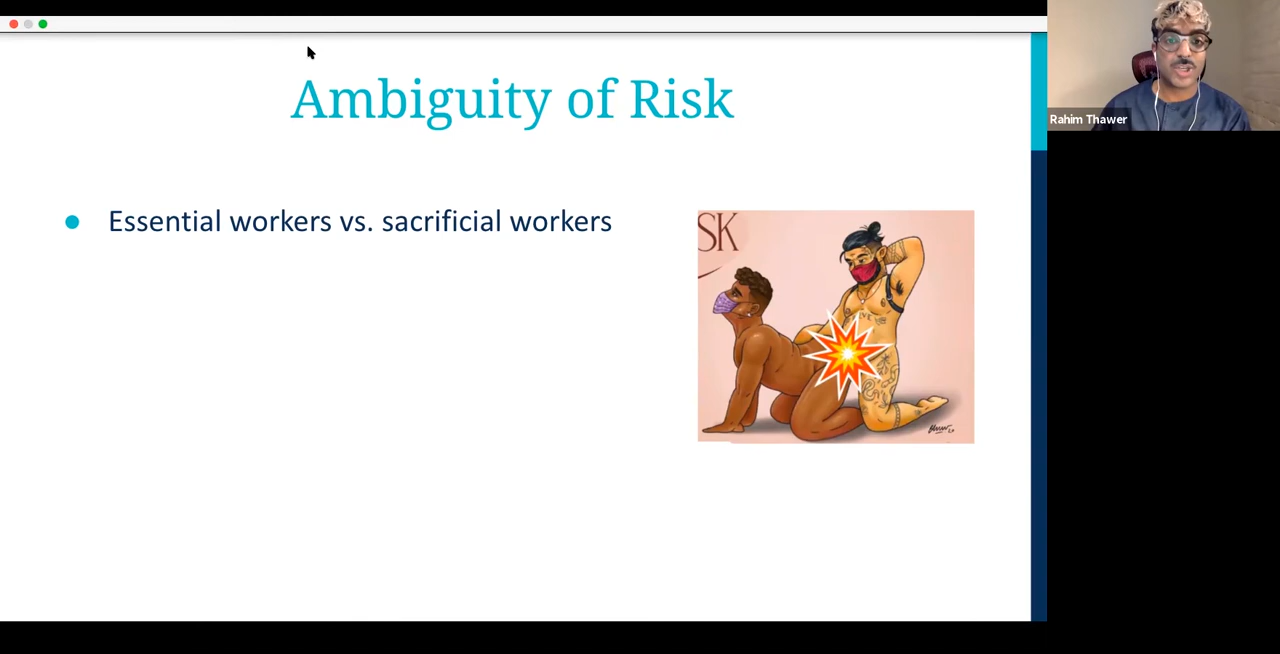 Ambiguity of Risk
Rahim Thawer
● Essential workers vs. sacrificial workers
SK